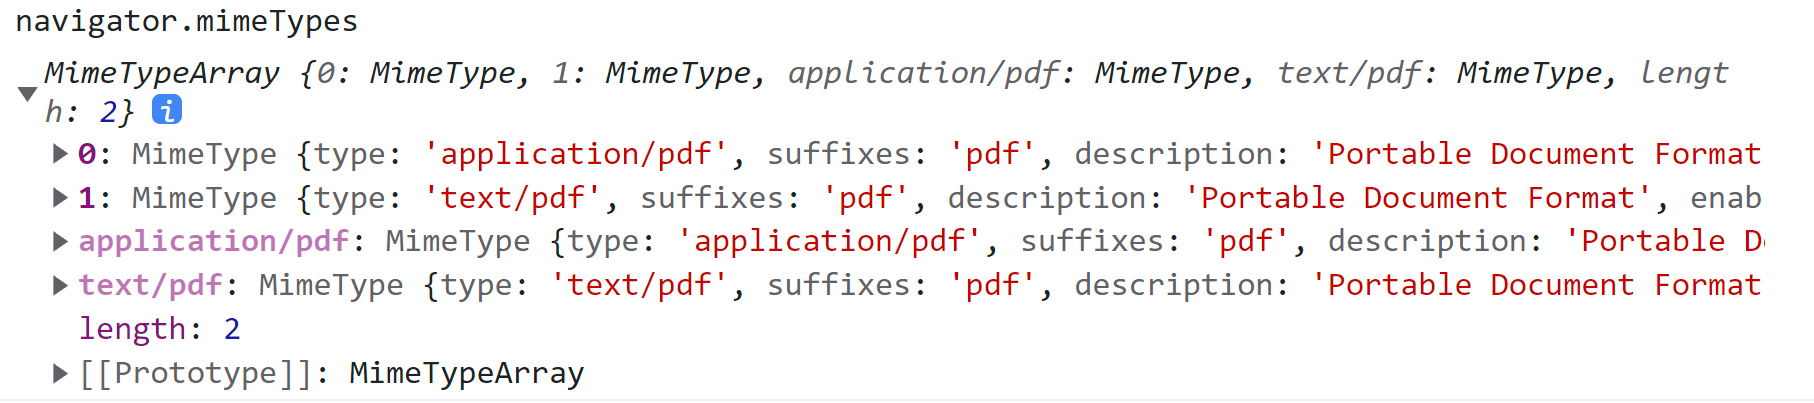 navigator.mimeTypes
MimeTypeArray {0: MimeType, 1: MimeType, application/pdf: MimeType, text/pdf: MimeType, lengt
h: 2} i
0: MimeType {type: 'application/pdf', suffixes: 'pdf', description: 'Portable Document Format
1: MimeType {type: 'text/pdf', suffixes: 'pdf', description: 'Portable Document Format', enab
application/pdf: MimeType {type: 'application/pdf', suffixes: 'pdf', description: 'Portable D
text/pdf: MimeType {type: 'text/pdf', suffixes: 'pdf', description: 'Portable Document Format
length: 2
[[Prototype]]: MimeTypeArray